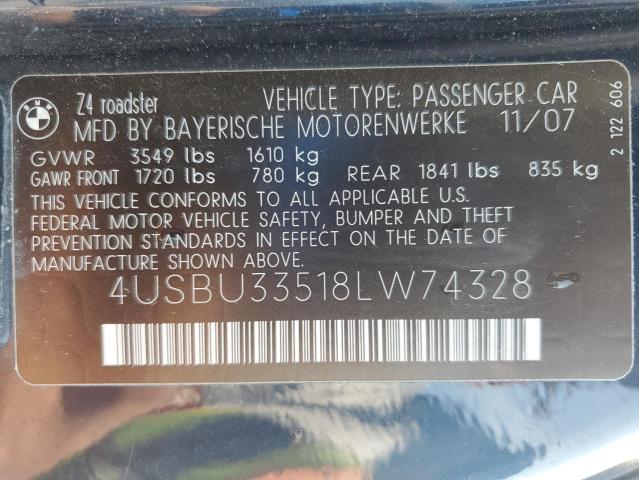 BMW
Z4 roadster VEHICLE TYPE: PASSENGER CAR
MFD BY BAYERISCHE MOTORENWERKE 11/07
GVWR 3549 lbs 1610 kg
GAWR FRONT 1720 lbs 780 kg REAR 1841 lbs 835 kg
THIS VEHICLE CONFORMS TO ALL APPLICABLE U.S.
FEDERAL MOTOR VEHICLE SAFETY, BUMPER AND THEFT
PREVENTION STANDARDS IN EFFECT ON THE DATE OF
MANUFACTURE SHOWN ABOVE.
4USBU33518LW74328
2 122 606